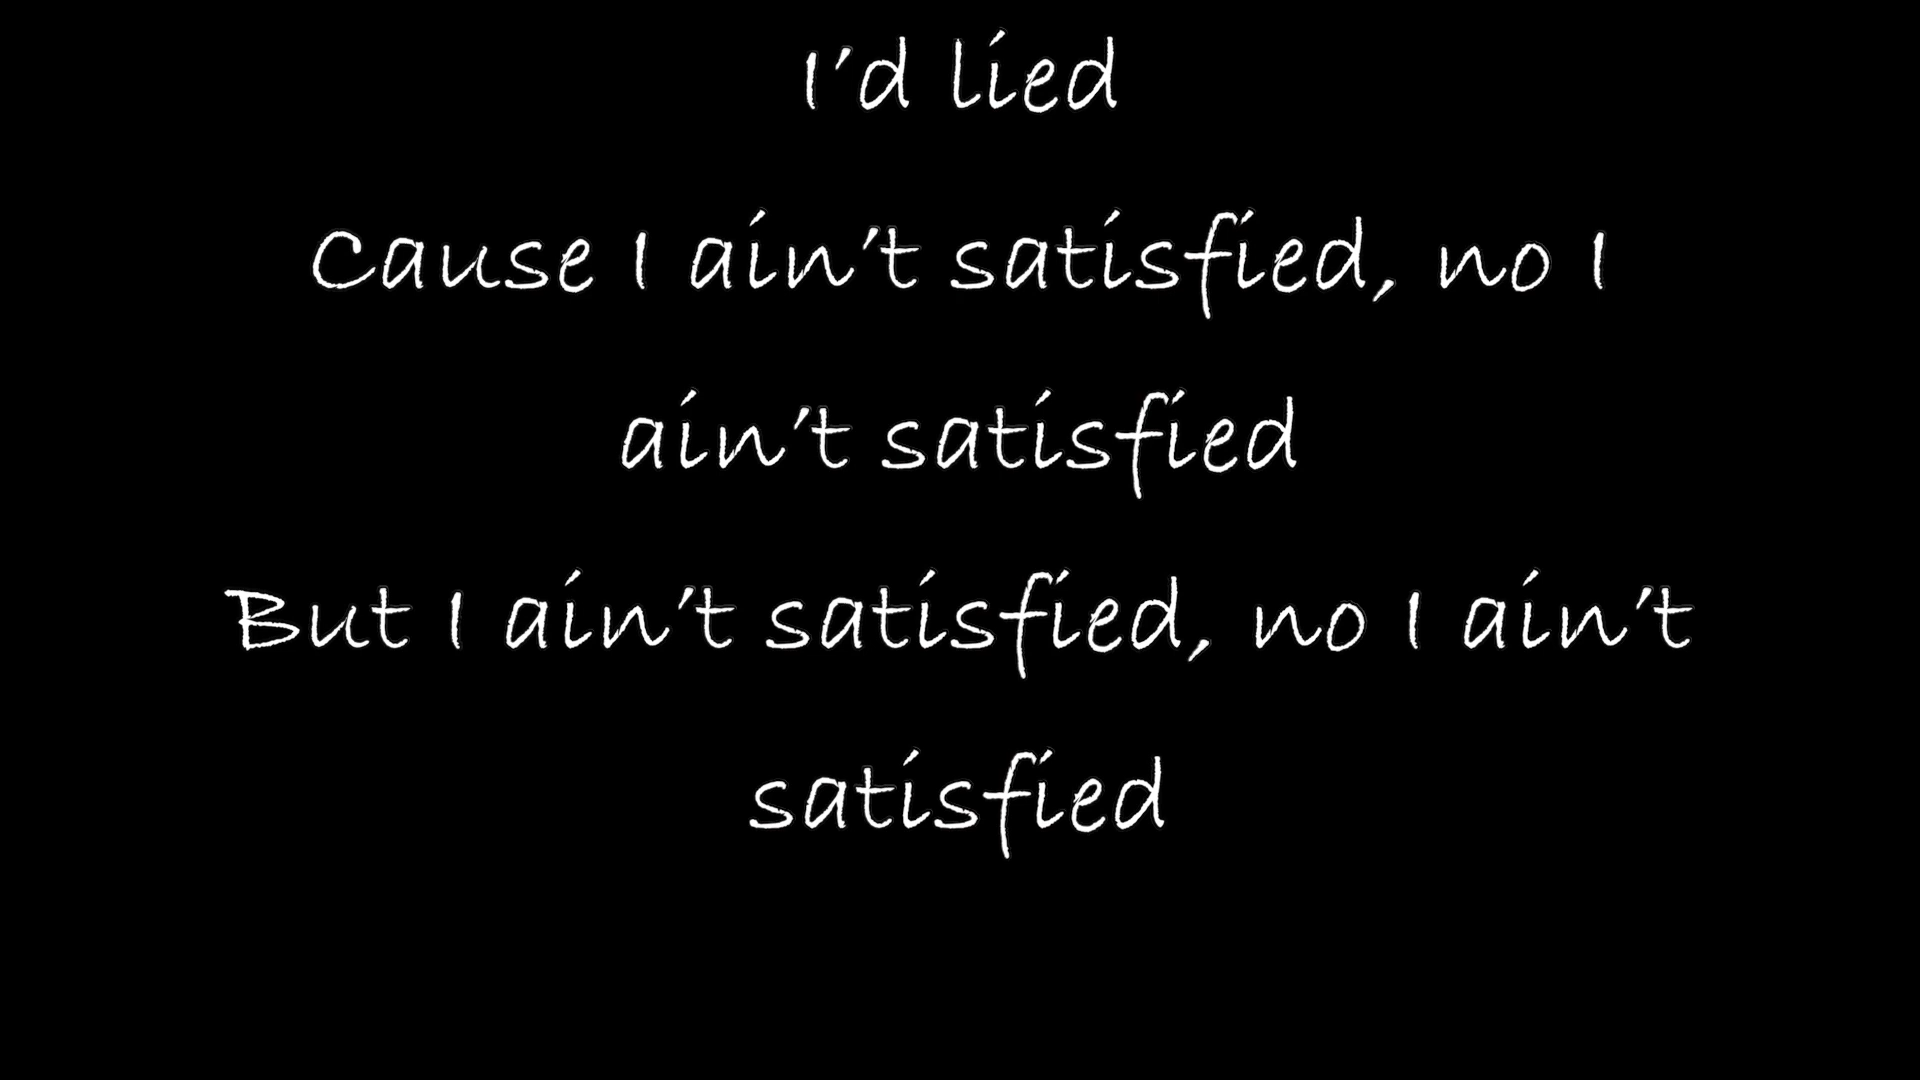 I’d lied
Cause I ain’t satisfied, no I
ain’t satisfied
But I ain’t satisfied, no I ain’t
satisfied